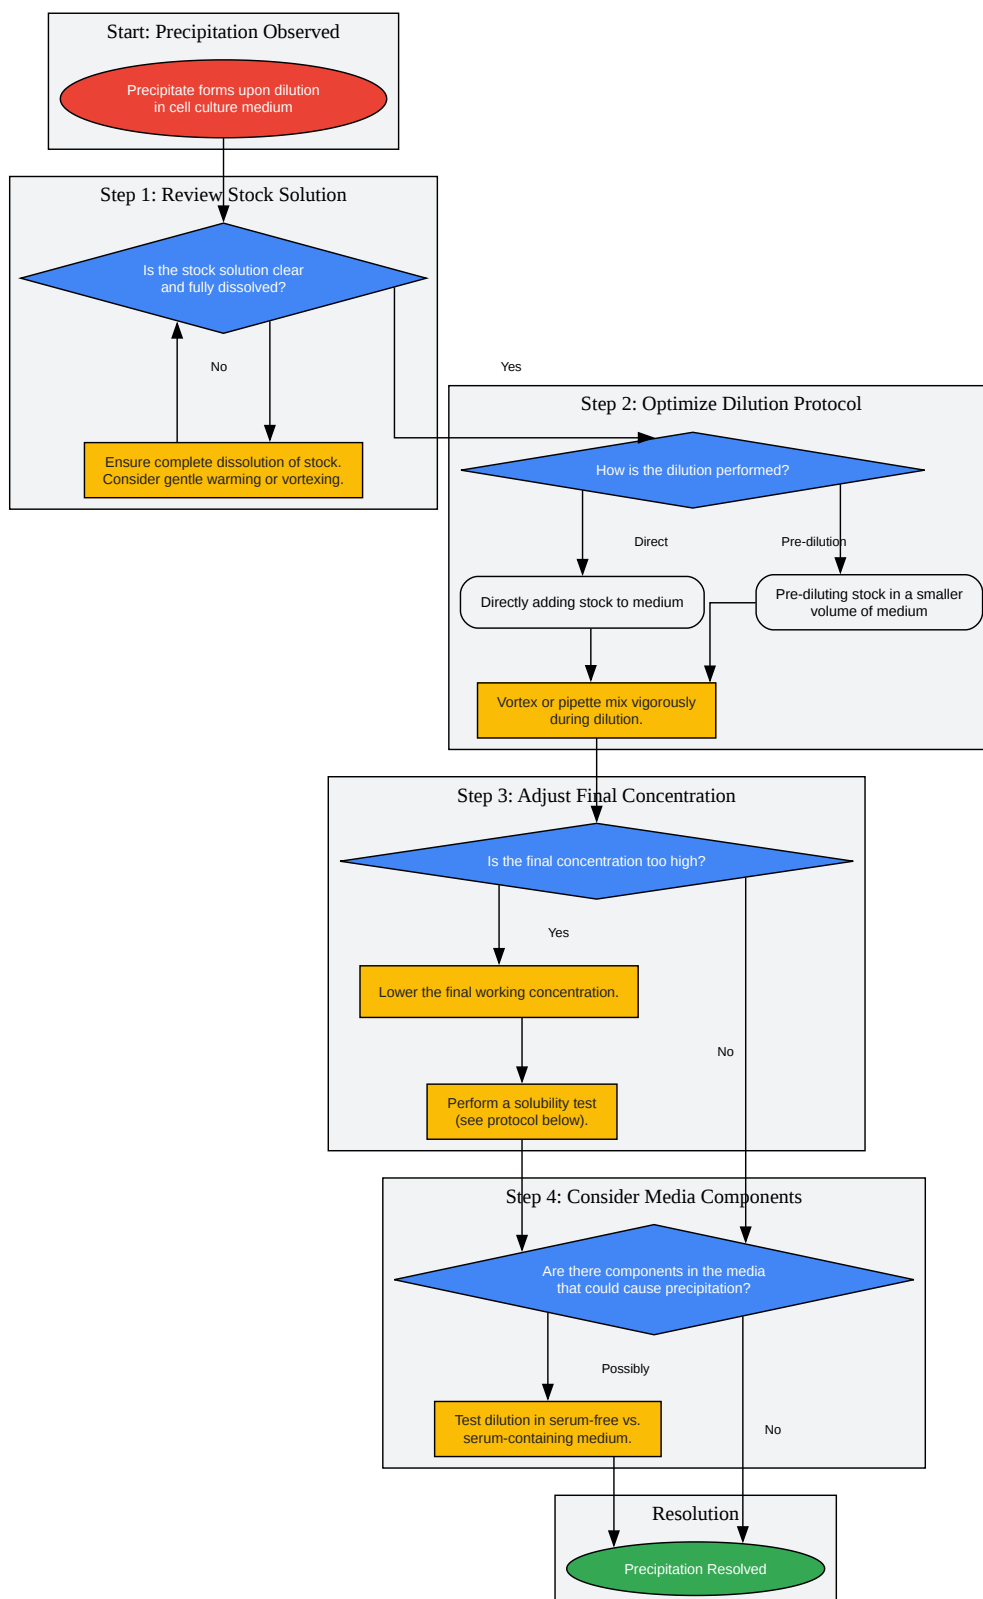 Start: Precipitation Observed
Precipitate forms upon dilution
in cell culture medium
Step 1: Review Stock Solution
Is the stock solution clear
and fully dissolved?
No
Yes
Ensure complete dissolution of stock.
Consider gentle warming or vortexing.
Step 2: Optimize Dilution Protocol
How is the dilution performed?
Direct
Pre-dilution
Directly adding stock to medium
Pre-diluting stock in a smaller
volume of medium
Vortex or pipette mix vigorously
during dilution.
Step 3: Adjust Final Concentration
Is the final concentration too high?
Yes
Lower the final working concentration.
No
Perform a solubility test
(see protocol below).
Step 4: Consider Media Components
Are there components in the media
that could cause precipitation?
Possibly
Test dilution in serum-free vs.
serum-containing medium.
No
Resolution
Precipitation Resolved